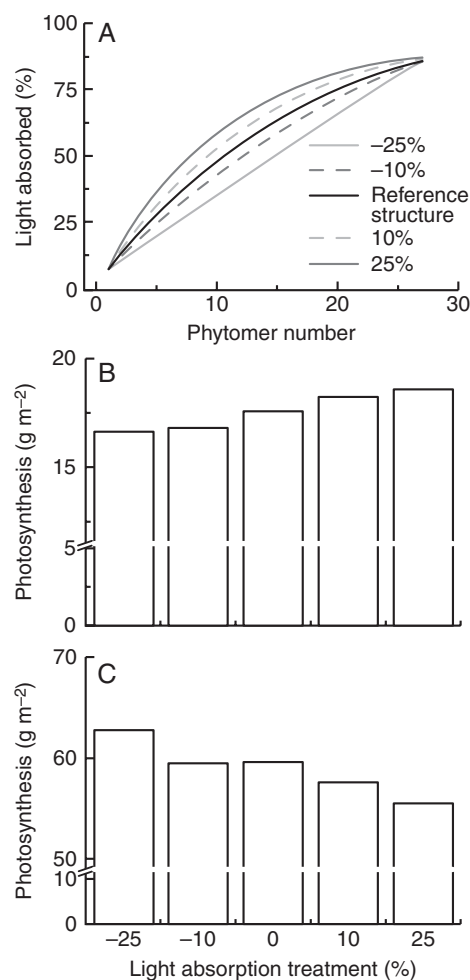 A
100
75
50
25
0
Light absorbed (%)
–25%
–10%
Reference
structure
10%
25%
0 10 20 30
Phytomer number
B
20
15
5
0
Photosynthesis (g m–2)
C
70
60
50
10
0
Photosynthesis (g m–2)
–25 –10 0 10 25
Light absorption treatment (%)